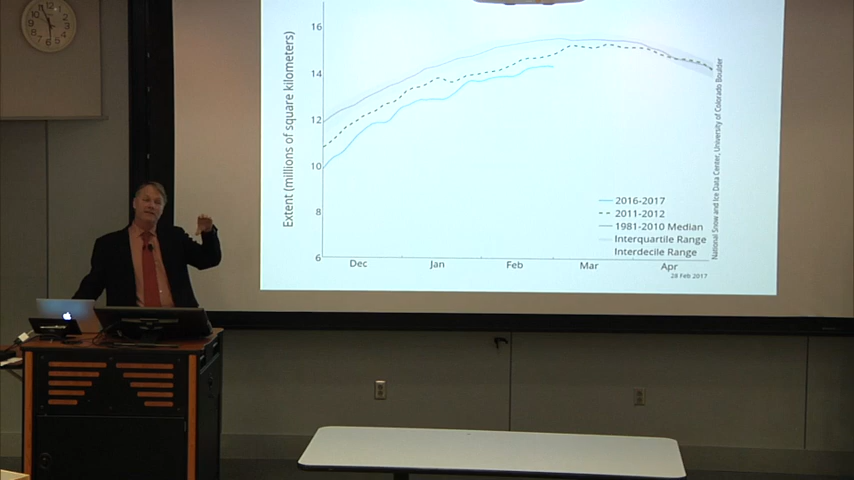 16
14
12
10
8
6
Extent (millions of square kilometers)
2016-2017
2011-2012
1981-2010 Median
Interquartile Range
Interdecile Range
Dec
Jan
Feb
Mar
Apr
28 Feb 2017
National Snow and Ice Data Center, University of Colorado Boulder